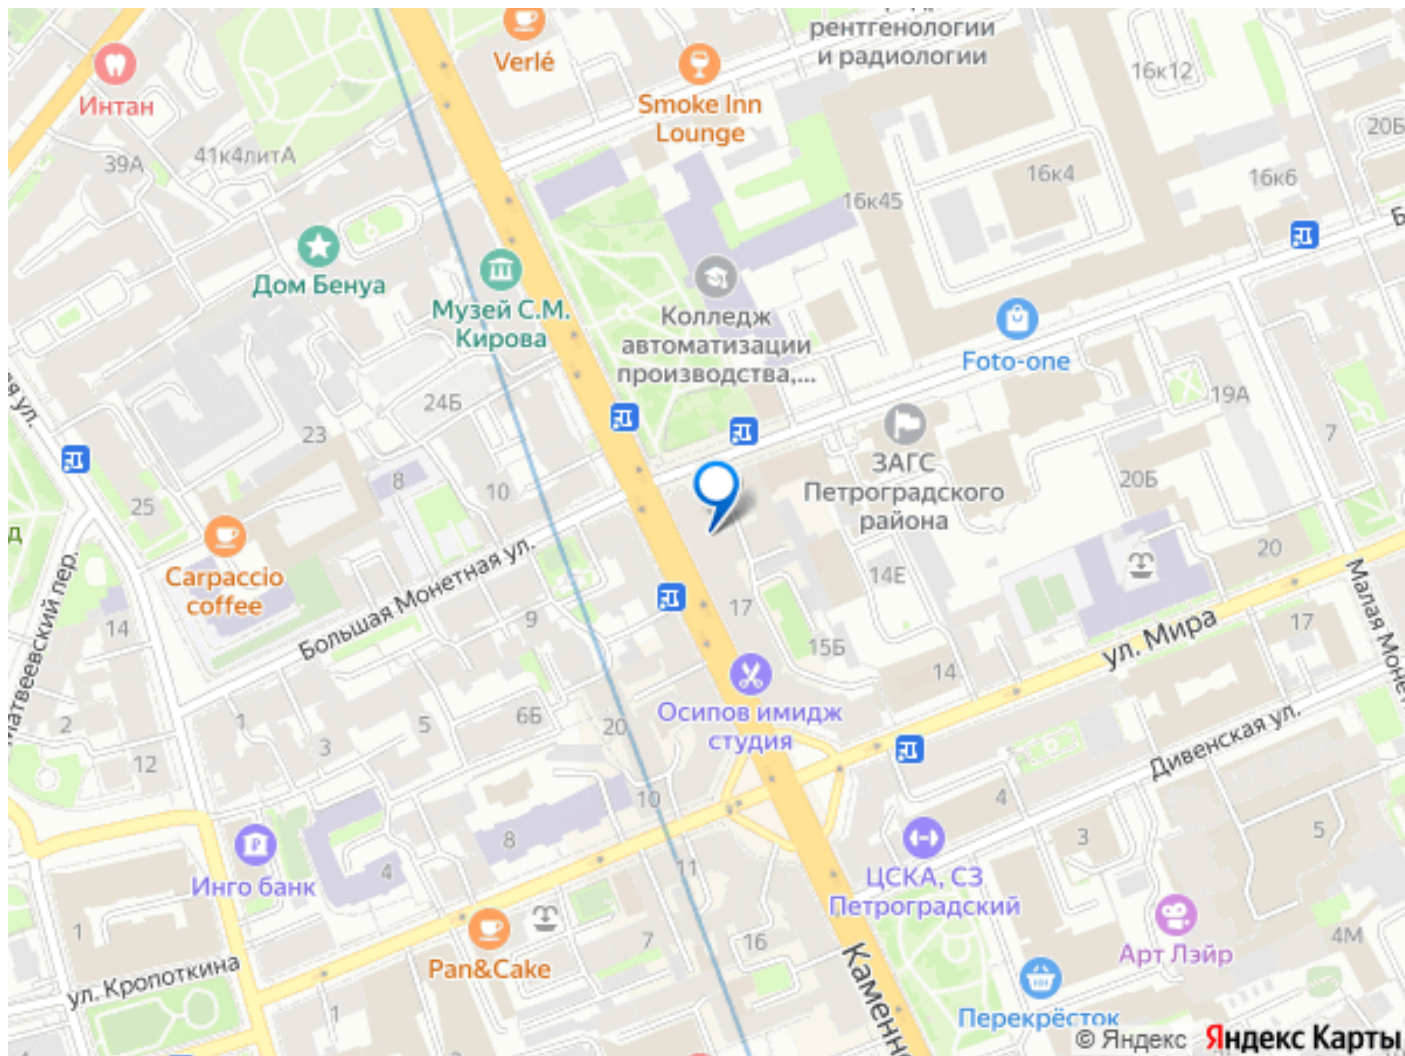 рентгенологии
и радиологии
Verlé
Интан
Smoke Inn
Lounge
16к12
20Б
39А
41к4литА
16к4
16к6
16к45
Дом Бенуа
Музей С.М.
Кирова
Колледж
автоматизации
производства,...
Foto-one
24Б
23
19А
7
8
10
25
ЗАГС
Петроградского
района
20Б
Carpaccio
coffee
Большая Монетная ул.
14Е
20
14
9
17
15Б
17
ул. Мира
Малая Моне
14
Осипов имидж
студия
2
1
3
5
6Б
20
12
Дивенская ул.
10
4
3
5
8
4
11
Инго банк
ЦСКА, СЗ
Петроградский
1
7
16
Pan&Cake
Арт Лэйр
4М
ул. Кропоткина
1
Каменн
Перекрёсток
© Яндекс Яндекс Карты